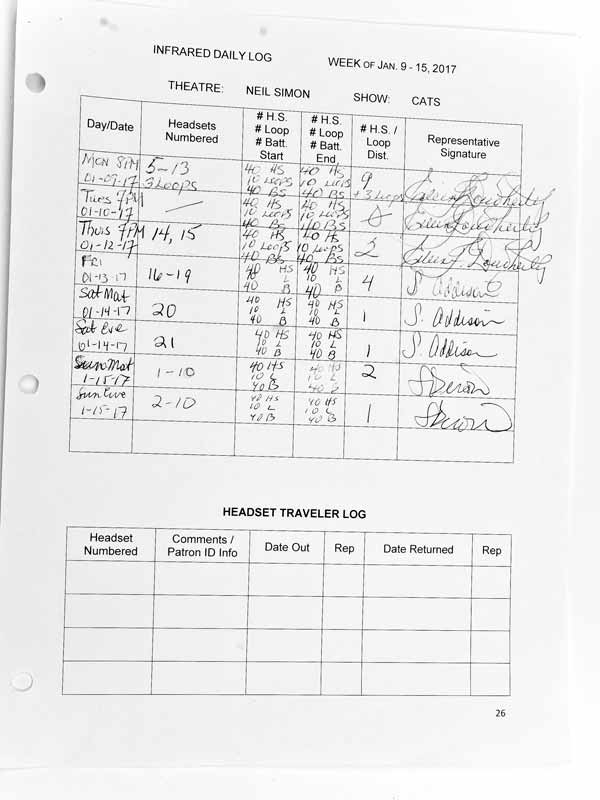 INFRARED DAILY LOG
WEEK OF JAN. 9 - 15, 2017
THEATRE: NEIL SIMON SHOW: CATS
Day/Date
Headsets
Numbered
# H.S.
# Loop
# Batt.
Start
# H.S.
# Loop
# Batt.
End
# H.S. /
Loop
Dist.
Representative
Signature
MON 8PM 5-13 40 HS 40 HS 9
01-09-17 3 LOOPS 10 LOOPS 10 LOOPS + 3 Loops
40 BS 40 BS
Tues 7PM 40 HS 40 HS
01-10-17 — 10 LOOPS 10 LOOPS 0
40 BS 40 BS
Thurs 7PM 14, 15 40 HS 40 HS 2
01-12-17 10 LOOPS 10 LOOPS
40 BS 40 BS
FRI 16-19 40 HS 40 HS 4 S. Addison
01-13-17 10 L 10 L
40 B 40 B
Sat Mat 20 40 HS 40 HS 1 S. Addison
01-14-17 10 L 10 L
40 B 40 B
Sat Eve 21 40 HS 40 HS 1 S. Addison
01-14-17 10 L 10 L
40 B 40 B
Sun Mat 1-10 40 HS 40 HS 2
1-15-17 10 L 10 L
40 B 40 B
Sun Eve 2-10 40 HS 40 HS 1
1-15-17 10 L 10 L
40 B 40 B
HEADSET TRAVELER LOG
Headset
Numbered
Comments /
Patron ID Info
Date Out
Rep
Date Returned
Rep
26